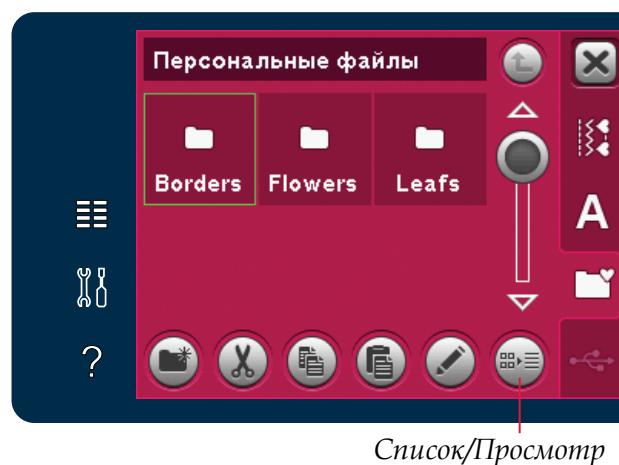 Персональные файлы
Borders Flowers Leafs
A
?
Список/Просмотр